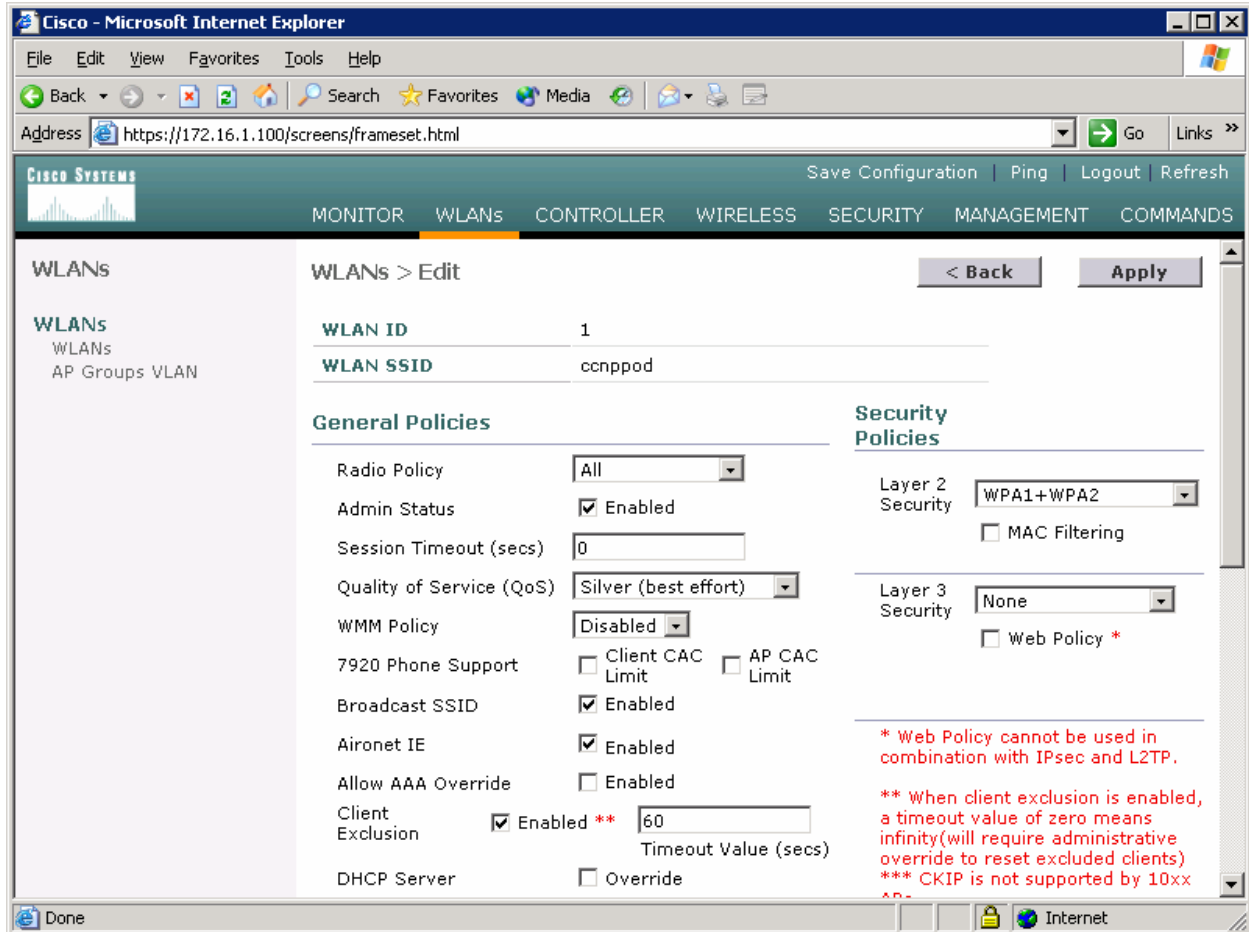 Cisco - Microsoft Internet Explorer
File Edit View Favorites Tools Help
Back Search Favorites Media
Address https://172.16.1.100/screens/frameset.html Go Links »
CISCO SYSTEMS
Save Configuration | Ping | Logout | Refresh
MONITOR WLANs CONTROLLER WIRELESS SECURITY MANAGEMENT COMMANDS
WLANs
WLANs
WLANs
AP Groups VLAN
WLANs > Edit
< Back Apply
WLAN ID 1
WLAN SSID ccnppod
General Policies
Radio Policy All
Admin Status Enabled
Session Timeout (secs) 0
Quality of Service (QoS) Silver (best effort)
WMM Policy Disabled
7920 Phone Support Client CAC Limit AP CAC Limit
Broadcast SSID Enabled
Aironet IE Enabled
Allow AAA Override Enabled
Client Exclusion Enabled ** 60
Timeout Value (secs)
DHCP Server Override
Security
Policies
Layer 2
Security WPA1+WPA2
MAC Filtering
Layer 3
Security None
Web Policy *
* Web Policy cannot be used in
combination with IPsec and L2TP.
** When client exclusion is enabled,
a timeout value of zero means
infinity(will require administrative
override to reset excluded clients)
*** CKIP is not supported by 10xx
Done Internet